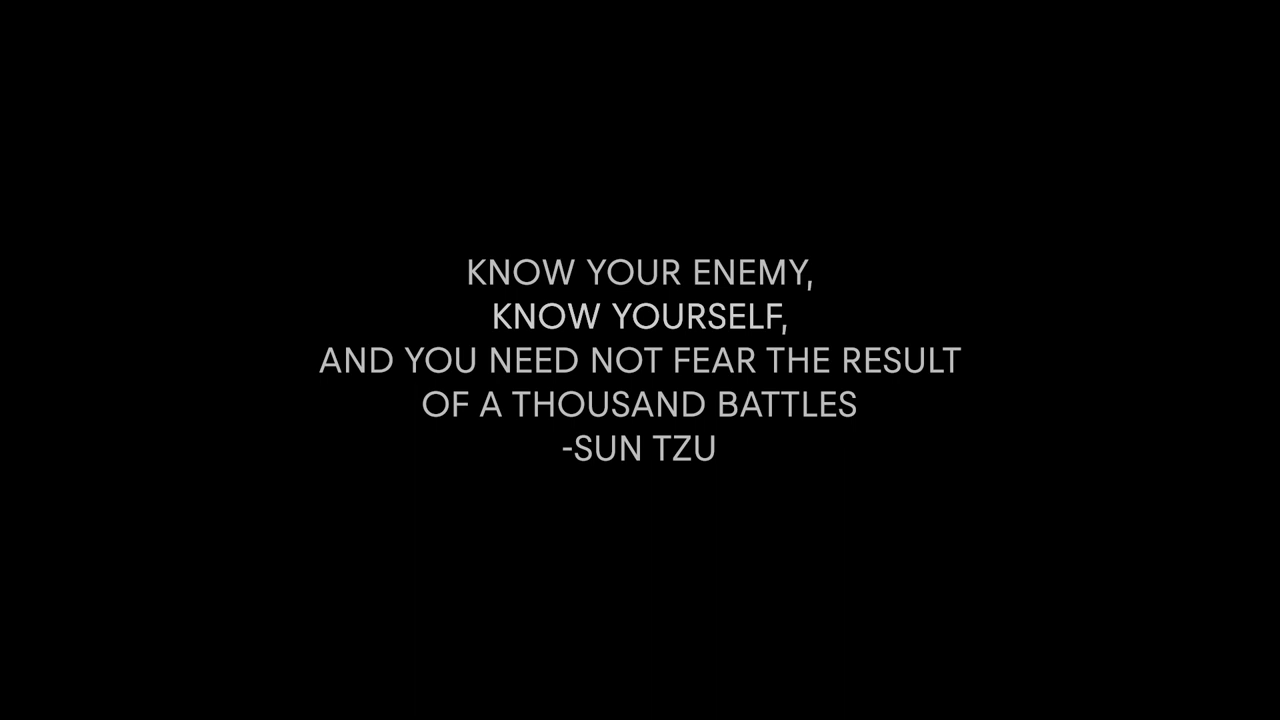 KNOW YOUR ENEMY,
KNOW YOURSELF,
AND YOU NEED NOT FEAR THE RESULT
OF A THOUSAND BATTLES
-SUN TZU